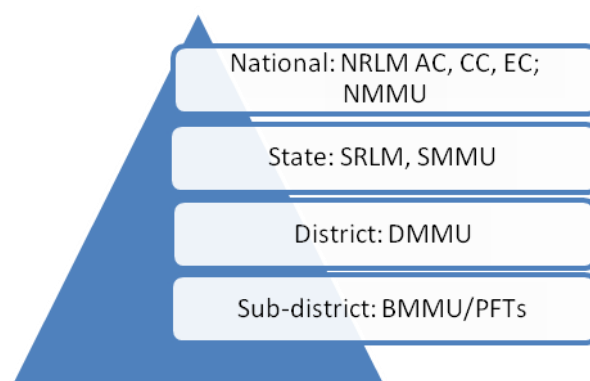 National: NRLM AC, CC, EC;
NMMU
State: SRLM, SMMU
District: DMMU
Sub-district: BMMU/PFTs